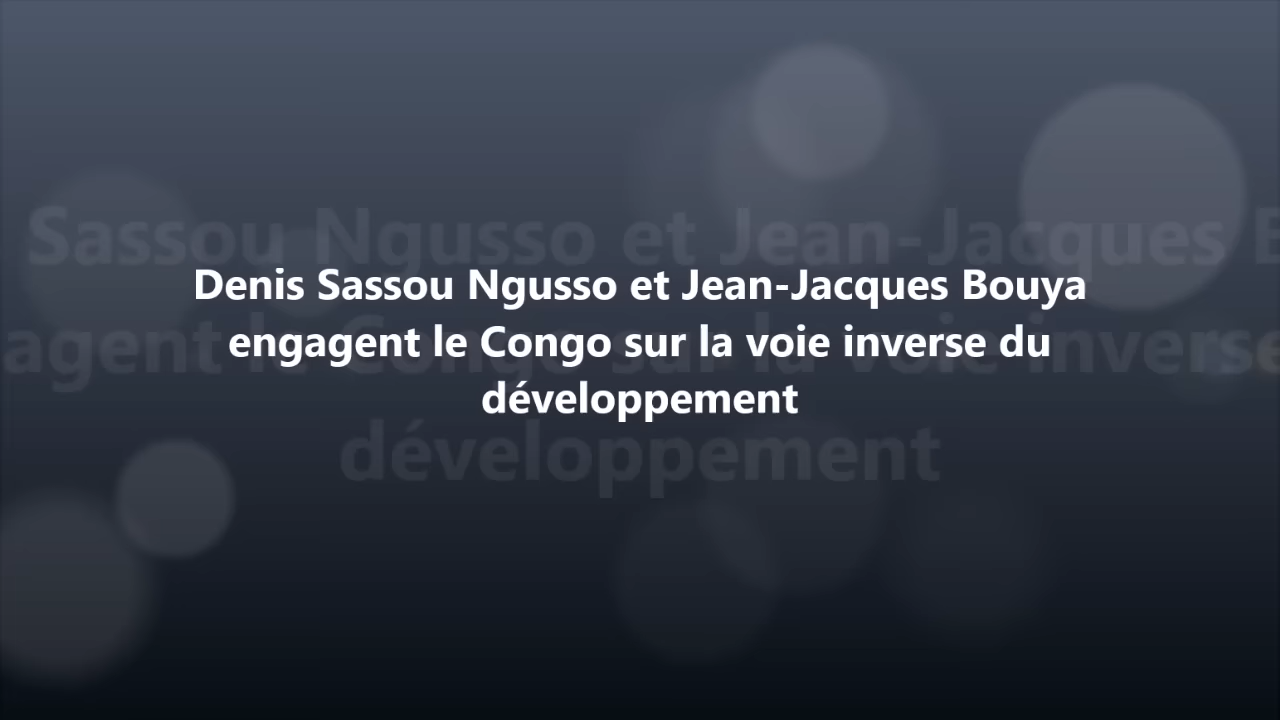 Denis Sassou Ngusso et Jean-Jacques Bouya
engagent le Congo sur la voie inverse du
développement